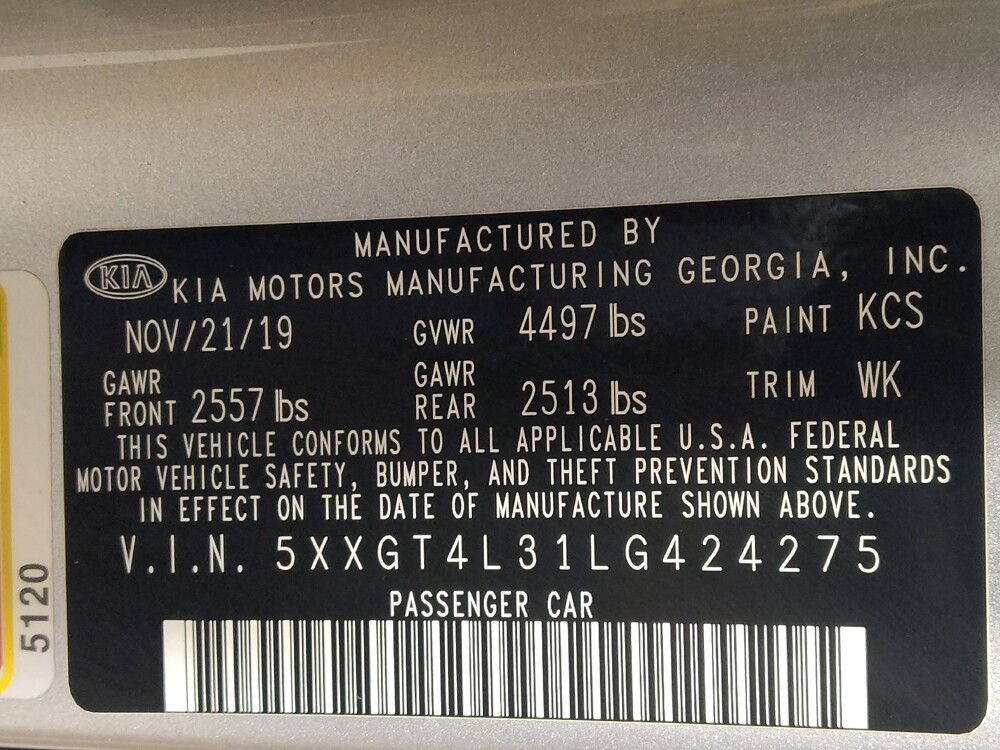 MANUFACTURED BY
KIA KIA MOTORS MANUFACTURING GEORGIA, INC.
NOV/21/19 GVWR 4497 lbs PAINT KCS
GAWR FRONT 2557 lbs GAWR REAR 2513 lbs TRIM WK
THIS VEHICLE CONFORMS TO ALL APPLICABLE U.S.A. FEDERAL
MOTOR VEHICLE SAFETY, BUMPER, AND THEFT PREVENTION STANDARDS
IN EFFECT ON THE DATE OF MANUFACTURE SHOWN ABOVE.
V.I.N. 5XXGT4L31LG424275
PASSENGER CAR
5120